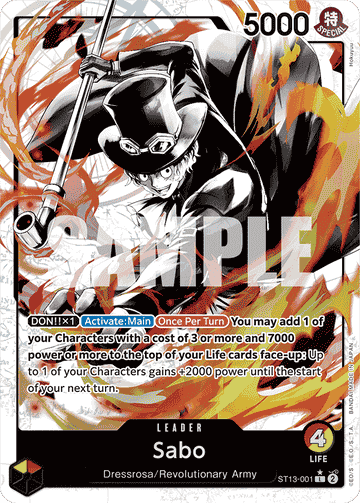 5000
特
SPECIAL
SAMPLE
DON!!×1 Activate:Main Once Per Turn You may add 1 of
your Characters with a cost of 3 or more and 7000
power or more to the top of your Life cards face-up: Up
to 1 of your Characters gains +2000 power until the start
of your next turn.
LEADER
Sabo
4
LIFE
Dressrosa/Revolutionary Army
ST13-001 L 2